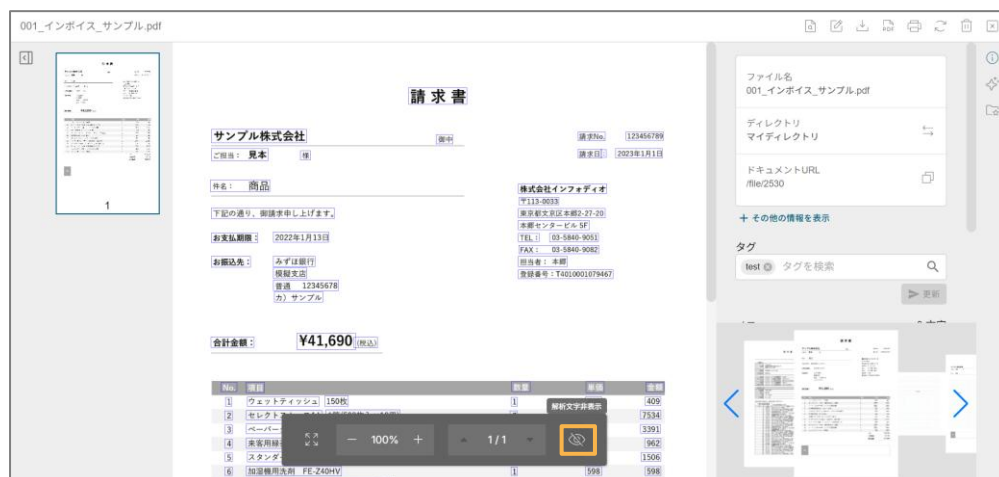 001_インボイス_サンプル.pdf
1
請求書
サンプル株式会社 御中
ご担当： 見本 様
請求No. 123456789
請求日 2023年1月1日
件名： 商品
下記の通り、御請求申し上げます。
お支払期限： 2022年1月13日
お振込先： みずほ銀行
模擬支店
普通 12345678
カ）サンプル
株式会社インフォディオ
〒113-0033
東京都文京区本郷2-27-20
本郷センタービル 5F
TEL： 03-5840-9051
FAX： 03-5840-9082
担当者： 本郷
登録番号：T4010001079467
合計金額： ¥41,690 (税込)
No. 項目 数量 単価 金額
1 ウェットティッシュ 150枚 1 409
2 セレクト 7534
3 ペーパー 3391
4 来客用緑 962
5 スタンダ 1506
6 加湿機用洗剤 FE-Z40HV 1 598 598
解析文字非表示
100% 1/1
ファイル名
001_インボイス_サンプル.pdf
ディレクトリ
マイディレクトリ
ドキュメントURL
/file/2530
＋ その他の情報を表示
タグ
test タグを検索
更新